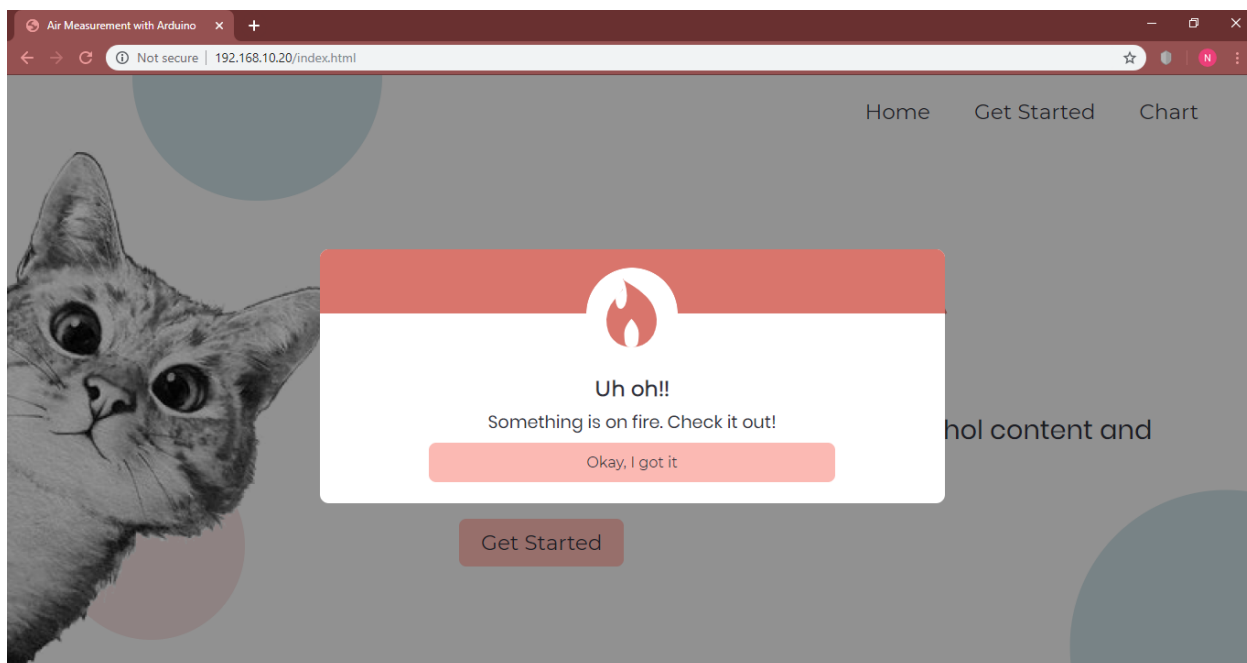 Air Measurement with Arduino
Not secure | 192.168.10.20/index.html
N
Home Get Started Chart
Uh oh!!
Something is on fire. Check it out!
content and
Okay, I got it
Get Started